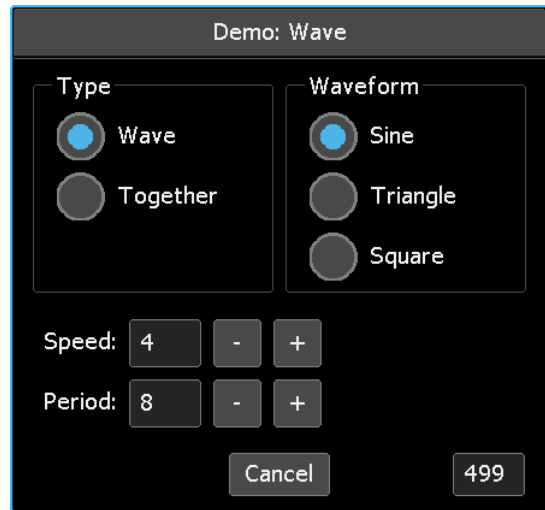 Demo: Wave
Type
Wave
Together
Waveform
Sine
Triangle
Square
Speed: 4 - +
Period: 8 - +
Cancel 499